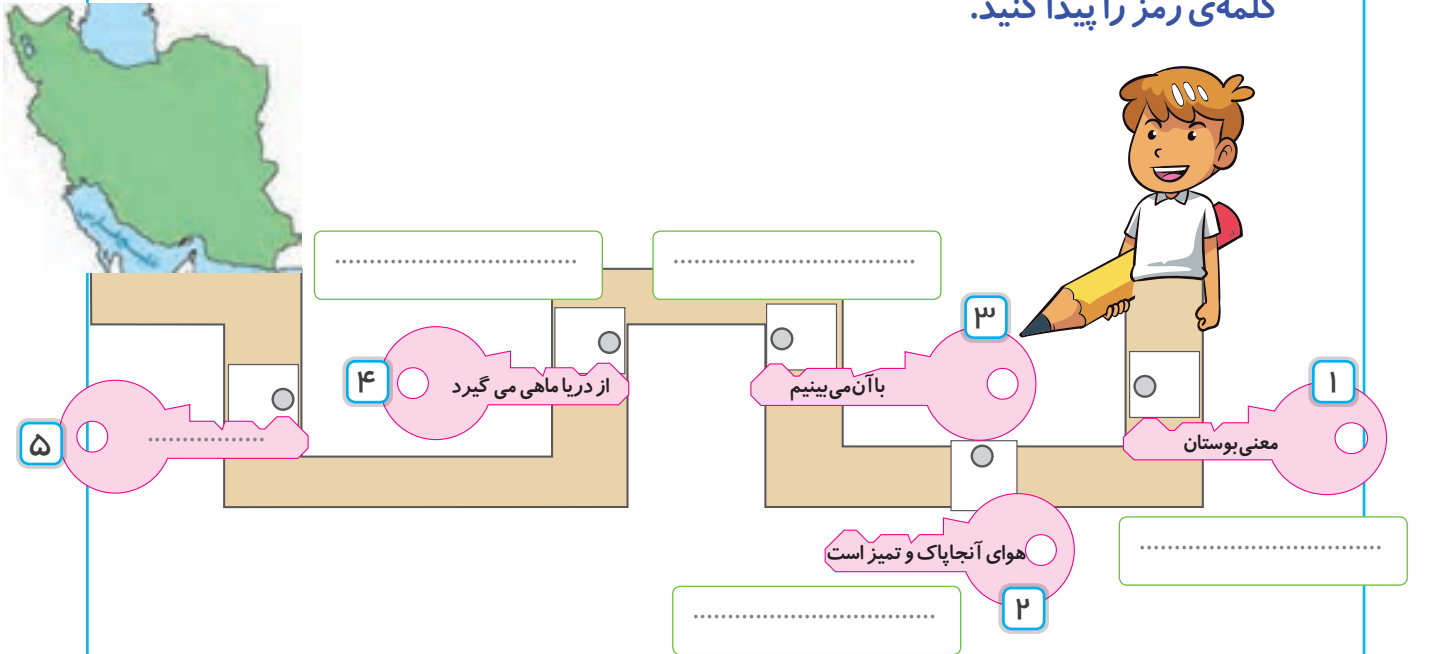 کلمه‌ی رمز را پیدا کنید.
۱
معنی بوستان
................................
۲
هوای آنجا پاک و تمیز است
................................
۳
با آن می‌بینیم
................................
۴
از دریا ماهی می گیرد
................................
۵
..................